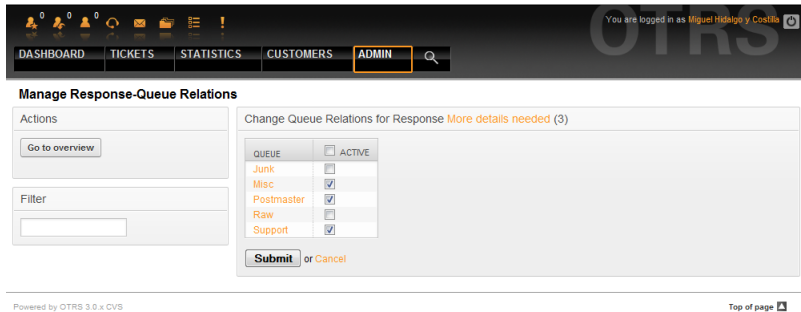 0 0 0
You are logged in as Miguel Hidalgo y Costilla
OTRS
DASHBOARD TICKETS STATISTICS CUSTOMERS ADMIN
Manage Response-Queue Relations
Actions
Go to overview
Filter
Change Queue Relations for Response More details needed (3)
QUEUE ACTIVE
Junk
Misc
Postmaster
Raw
Support
Submit or Cancel
Powered by OTRS 3.0.x CVS
Top of page